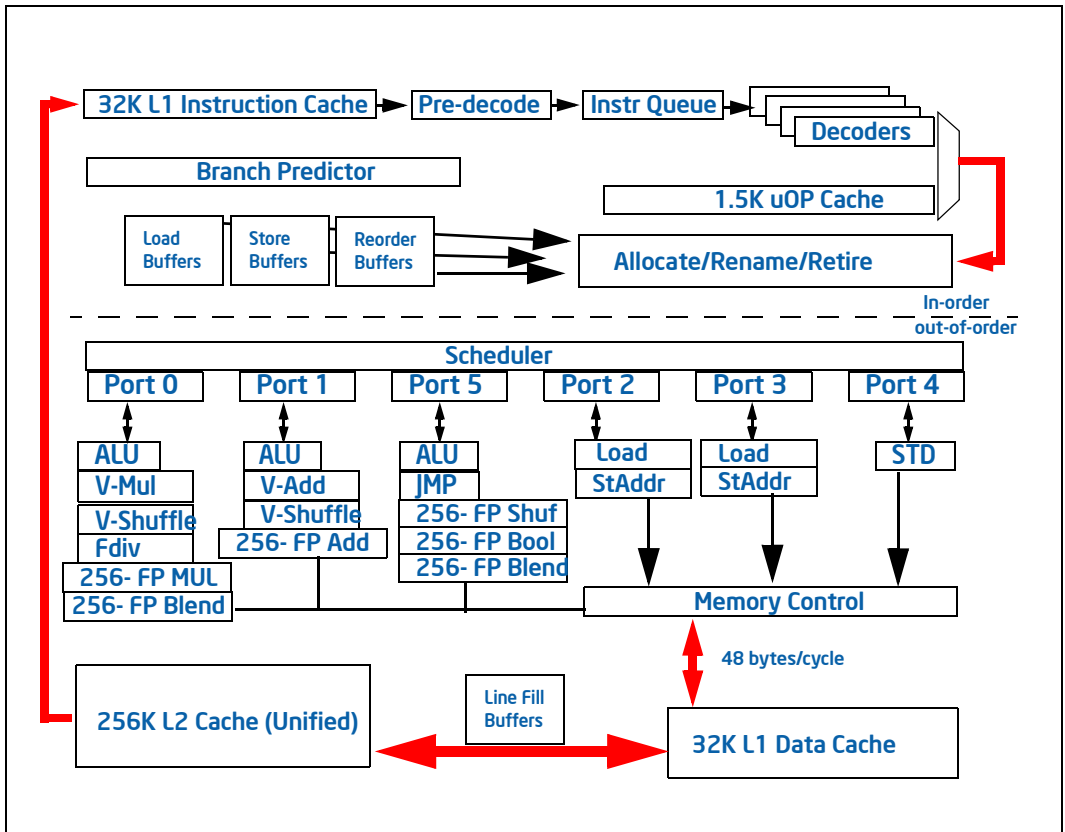 32K L1 Instruction Cache
Pre-decode
Instr Queue
Decoders
Branch Predictor
1.5K uOP Cache
Load
Buffers
Store
Buffers
Reorder
Buffers
Allocate/Rename/Retire
In-order
out-of-order
Scheduler
Port 0
Port 1
Port 5
Port 2
Port 3
Port 4
ALU
V-Mul
V-Shuffle
Fdiv
256- FP MUL
256- FP Blend
ALU
V-Add
V-Shuffle
256- FP Add
ALU
JMP
256- FP Shuf
256- FP Bool
256- FP Blend
Load
StAddr
Load
StAddr
STD
Memory Control
48 bytes/cycle
256K L2 Cache (Unified)
Line Fill
Buffers
32K L1 Data Cache